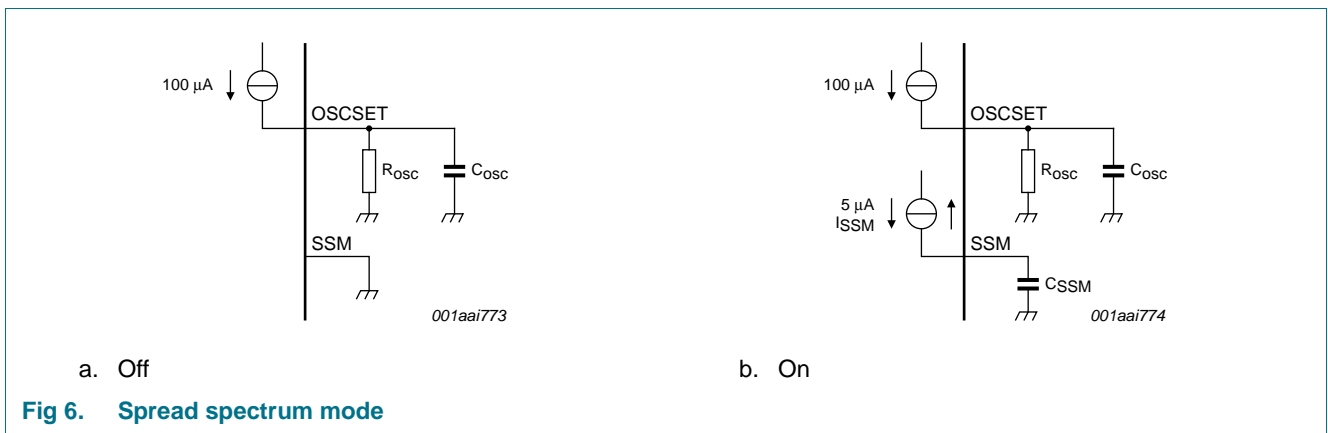 100 μA
OSCSET
Rosc
Cosc
SSM
001aai773
a. Off
100 μA
OSCSET
Rosc
Cosc
5 μA
ISSM
SSM
CSSM
001aai774
b. On
Fig 6. Spread spectrum mode